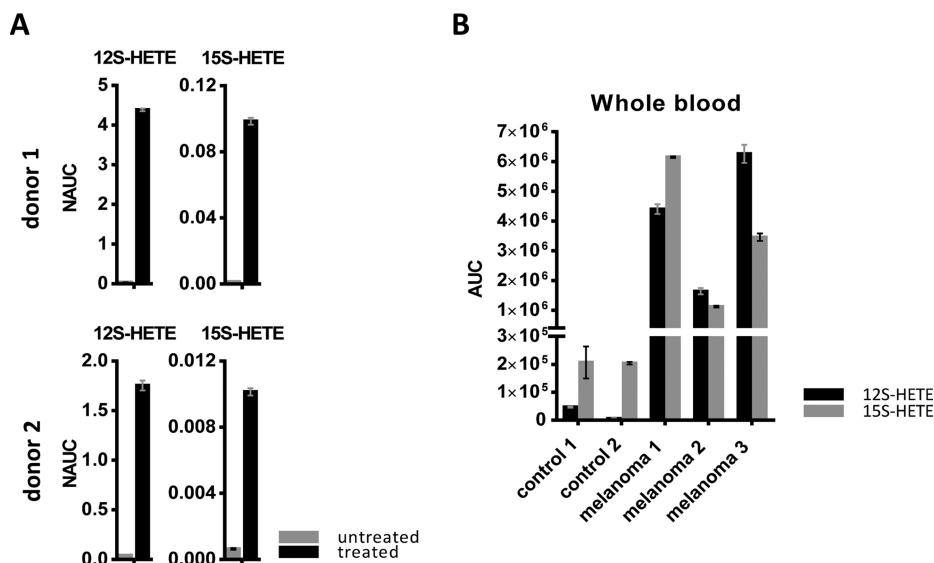 A
12S-HETE 15S-HETE
donor 1
NAUC
5
4
3
2
1
0
0.12
0.08
0.04
0.00
12S-HETE 15S-HETE
donor 2
NAUC
2.0
1.5
1.0
0.5
0.0
0.012
0.008
0.004
0.000
untreated
treated
B
Whole blood
AUC
7×10⁶
6×10⁶
5×10⁶
4×10⁶
3×10⁶
2×10⁶
1×10⁶
3×10⁵
2×10⁵
1×10⁵
0
control 1
control 2
melanoma 1
melanoma 2
melanoma 3
12S-HETE
15S-HETE